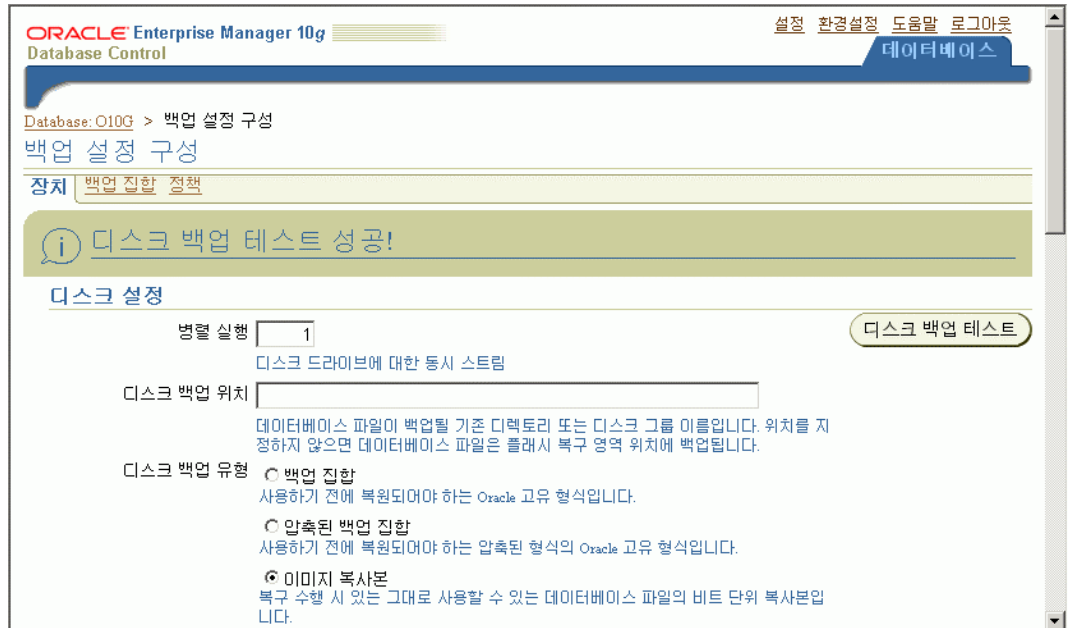 ORACLE Enterprise Manager 10g
Database Control
설정 환경설정 도움말 로그아웃
데이터베이스
Database: O10G > 백업 설정 구성
백업 설정 구성
장치 백업 집합 정책
i 디스크 백업 테스트 성공!
디스크 설정
병렬 실행 1
디스크 백업 테스트
디스크 드라이브에 대한 동시 스트림
디스크 백업 위치
데이터베이스 파일이 백업될 기존 디렉토리 또는 디스크 그룹 이름입니다. 위치를 지
정하지 않으면 데이터베이스 파일은 플래시 복구 영역 위치에 백업됩니다.
디스크 백업 유형 백업 집합
사용하기 전에 복원되어야 하는 Oracle 고유 형식입니다.
압축된 백업 집합
사용하기 전에 복원되어야 하는 압축된 형식의 Oracle 고유 형식입니다.
이미지 복사본
복구 수행 시 있는 그대로 사용할 수 있는 데이터베이스 파일의 비트 단위 복사본입
니다.